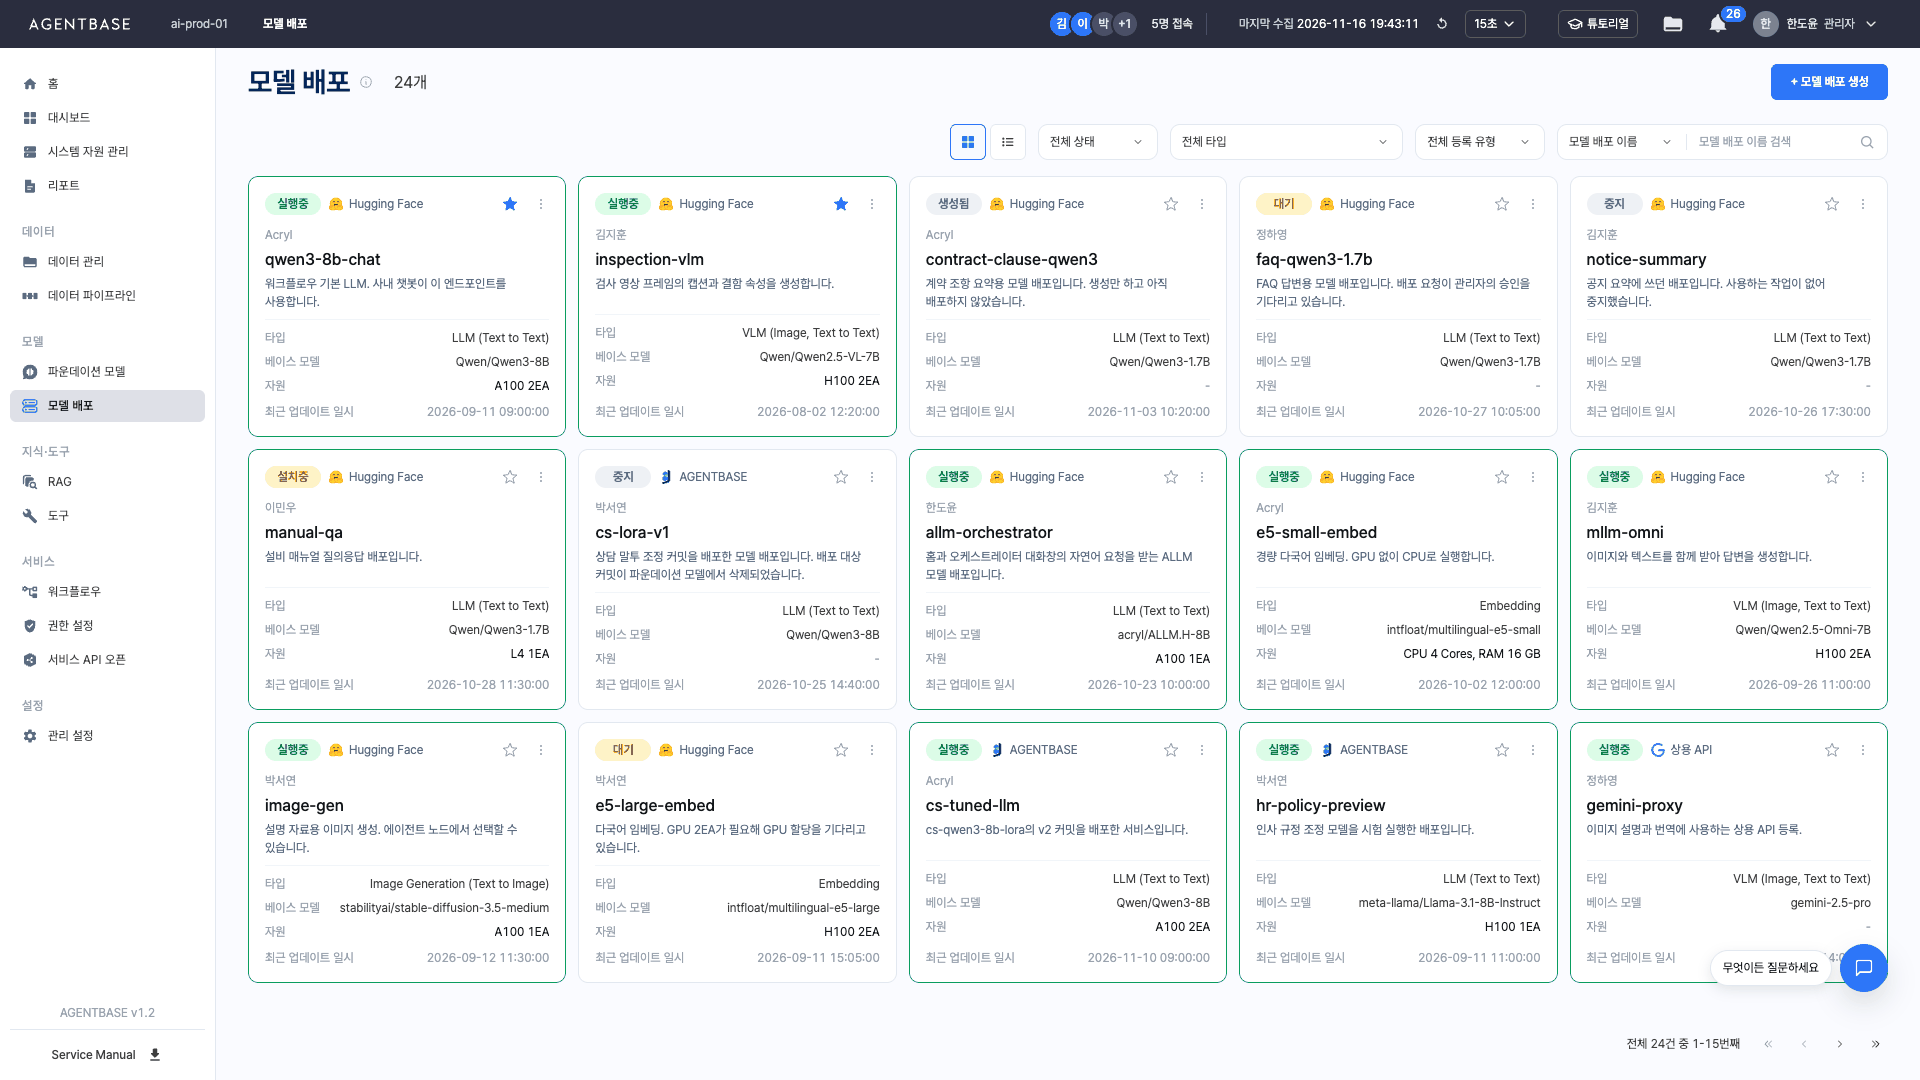 AGENTBASE
ai-prod-01
모델 배포
김
이
박
+1
5명 접속
마지막 수집 2026-11-16 19:43:11
15초
튜토리얼
26
한
한도윤 관리자
홈
대시보드
시스템 자원 관리
리포트
데이터
데이터 관리
데이터 파이프라인
모델
파운데이션 모델
모델 배포
지식·도구
RAG
도구
서비스
워크플로우
권한 설정
서비스 API 오픈
설정
관리 설정
AGENTBASE v1.2
Service Manual
모델 배포
24개
+ 모델 배포 생성
전체 상태
전체 타입
전체 등록 유형
모델 배포 이름
모델 배포 이름 검색
실행중 Hugging Face
Acryl
qwen3-8b-chat
워크플로우 기본 LLM. 사내 챗봇이 이 엔드포인트를
사용합니다.
타입 LLM (Text to Text)
베이스 모델 Qwen/Qwen3-8B
자원 A100 2EA
최근 업데이트 일시 2026-09-11 09:00:00
실행중 Hugging Face
김지훈
inspection-vlm
검사 영상 프레임의 캡션과 결함 속성을 생성합니다.
타입 VLM (Image, Text to Text)
베이스 모델 Qwen/Qwen2.5-VL-7B
자원 H100 2EA
최근 업데이트 일시 2026-08-02 12:20:00
생성됨 Hugging Face
Acryl
contract-clause-qwen3
계약 조항 요약용 모델 배포입니다. 생성만 하고 아직
배포하지 않았습니다.
타입 LLM (Text to Text)
베이스 모델 Qwen/Qwen3-1.7B
자원 -
최근 업데이트 일시 2026-11-03 10:20:00
대기 Hugging Face
정하영
faq-qwen3-1.7b
FAQ 답변용 모델 배포입니다. 배포 요청이 관리자의 승인을
기다리고 있습니다.
타입 LLM (Text to Text)
베이스 모델 Qwen/Qwen3-1.7B
자원 -
최근 업데이트 일시 2026-10-27 10:05:00
중지 Hugging Face
김지훈
notice-summary
공지 요약에 쓰던 배포입니다. 사용하는 작업이 없어
중지했습니다.
타입 LLM (Text to Text)
베이스 모델 Qwen/Qwen3-1.7B
자원 -
최근 업데이트 일시 2026-10-26 17:30:00
설치중 Hugging Face
이민우
manual-qa
설비 매뉴얼 질의응답 배포입니다.
타입 LLM (Text to Text)
베이스 모델 Qwen/Qwen3-1.7B
자원 L4 1EA
최근 업데이트 일시 2026-10-28 11:30:00
중지 AGENTBASE
박서연
cs-lora-v1
상담 말투 조정 커밋을 배포한 모델 배포입니다. 배포 대상
커밋이 파운데이션 모델에서 삭제되었습니다.
타입 LLM (Text to Text)
베이스 모델 Qwen/Qwen3-8B
자원 -
최근 업데이트 일시 2026-10-25 14:40:00
실행중 Hugging Face
한도윤
allm-orchestrator
홈과 오케스트레이터 대화창의 자연어 요청을 받는 ALLM
모델 배포입니다.
타입 LLM (Text to Text)
베이스 모델 acryl/ALLM.H-8B
자원 A100 1EA
최근 업데이트 일시 2026-10-23 10:00:00
실행중 Hugging Face
Acryl
e5-small-embed
경량 다국어 임베딩. GPU 없이 CPU로 실행합니다.
타입 Embedding
베이스 모델 intfloat/multilingual-e5-small
자원 CPU 4 Cores, RAM 16 GB
최근 업데이트 일시 2026-10-02 12:00:00
실행중 Hugging Face
김지훈
mllm-omni
이미지와 텍스트를 함께 받아 답변을 생성합니다.
타입 VLM (Image, Text to Text)
베이스 모델 Qwen/Qwen2.5-Omni-7B
자원 H100 2EA
최근 업데이트 일시 2026-09-26 11:00:00
실행중 Hugging Face
박서연
image-gen
설명 자료용 이미지 생성. 에이전트 노드에서 선택할 수
있습니다.
타입 Image Generation (Text to Image)
베이스 모델 stabilityai/stable-diffusion-3.5-medium
자원 A100 1EA
최근 업데이트 일시 2026-09-12 11:30:00
대기 Hugging Face
박서연
e5-large-embed
다국어 임베딩. GPU 2EA가 필요해 GPU 할당을 기다리고
있습니다.
타입 Embedding
베이스 모델 intfloat/multilingual-e5-large
자원 H100 2EA
최근 업데이트 일시 2026-09-11 15:05:00
실행중 AGENTBASE
Acryl
cs-tuned-llm
cs-qwen3-8b-lora의 v2 커밋을 배포한 서비스입니다.
타입 LLM (Text to Text)
베이스 모델 Qwen/Qwen3-8B
자원 A100 2EA
최근 업데이트 일시 2026-11-10 09:00:00
실행중 AGENTBASE
박서연
hr-policy-preview
인사 규정 조정 모델을 시험 실행한 배포입니다.
타입 LLM (Text to Text)
베이스 모델 meta-llama/Llama-3.1-8B-Instruct
자원 H100 1EA
최근 업데이트 일시 2026-09-11 11:00:00
실행중 상용 API
정하영
gemini-proxy
이미지 설명과 번역에 사용하는 상용 API 등록.
타입 VLM (Image, Text to Text)
베이스 모델 gemini-2.5-pro
자원 -
최근 업데이트 일시
무엇이든 질문하세요
전체 24건 중 1-15번째